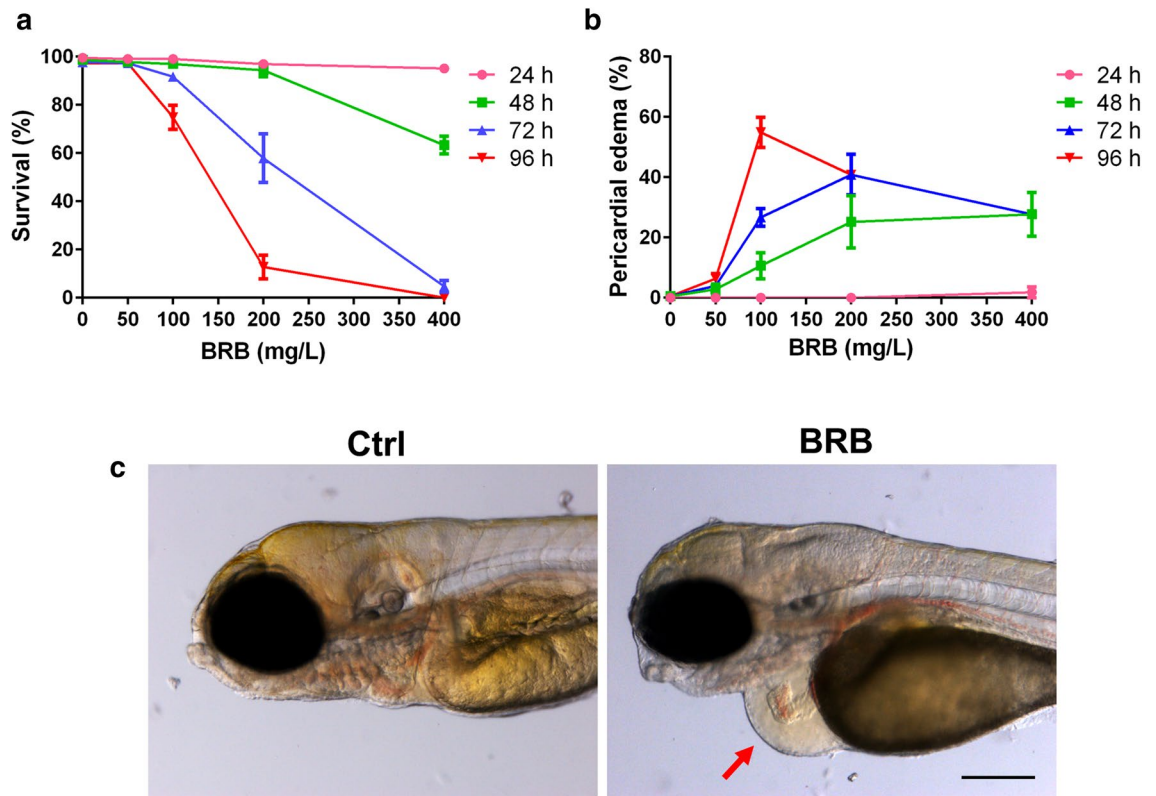 a
Survival (%)
100
80
60
40
20
0
0 50 100 150 200 250 300 350 400
BRB (mg/L)
24 h
48 h
72 h
96 h
b
Pericardial edema (%)
80
60
40
20
0
0 50 100 150 200 250 300 350 400
BRB (mg/L)
24 h
48 h
72 h
96 h
c
Ctrl
BRB